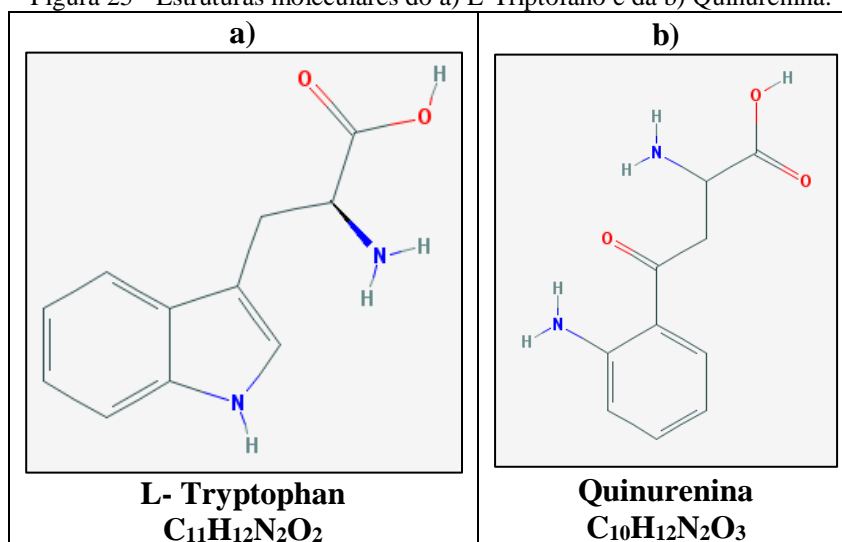 Figura 25 - Estruturas moleculares do a) L-Triptofano e da b) Quinurenina.
a)
b)
O
H
O
N
H
H
N
H
H
O
H
N
H
O
O
H
N
H
L- Tryptophan
C₁₁H₁₂N₂O₂
Quinurenina
C₁₀H₁₂N₂O₃